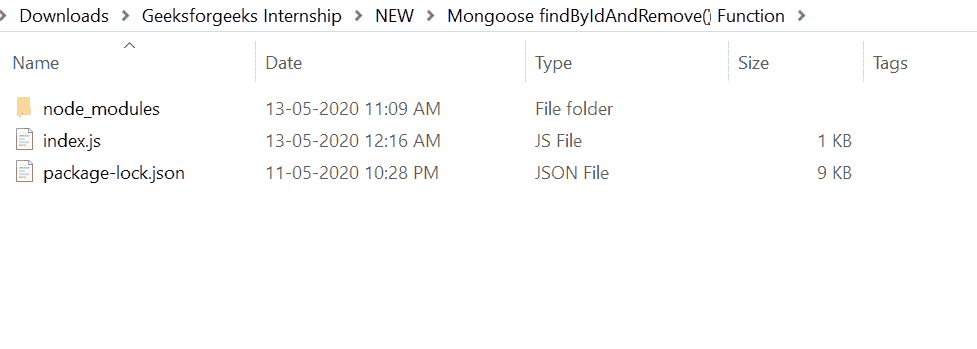 Downloads Geeksforgeeks Internship NEW Mongoose findByIdAndRemove() Function
Name Date Type Size Tags
node_modules 13-05-2020 11:09 AM File folder
index.js 13-05-2020 12:16 AM JS File 1 KB
package-lock.json 11-05-2020 10:28 PM JSON File 9 KB